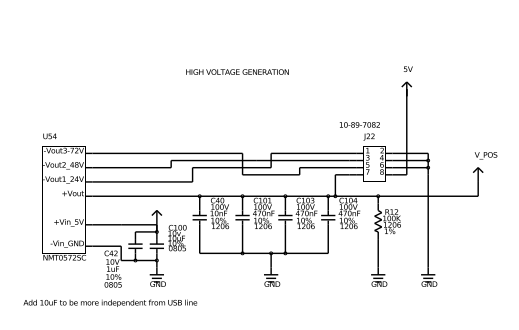 HIGH VOLTAGE GENERATION
5V
10-89-7082
J22
U54
-Vout3-72V
-Vout2_48V
-Vout1_24V
+Vout
+Vin_5V
-Vin_GND
NMT0572SC
1 2
3 4
5 6
7 8
V_POS
C40
100V
10nF
10%
1206
C101
100V
470nF
10%
1206
C103
100V
470nF
10%
1206
C104
100V
470nF
10%
1206
R12
100K
1206
1%
C100
10v
10uF
10%
0805
C42
10V
1uF
10%
0805
GND
GND
GND
GND
Add 10uF to be more independent from USB line